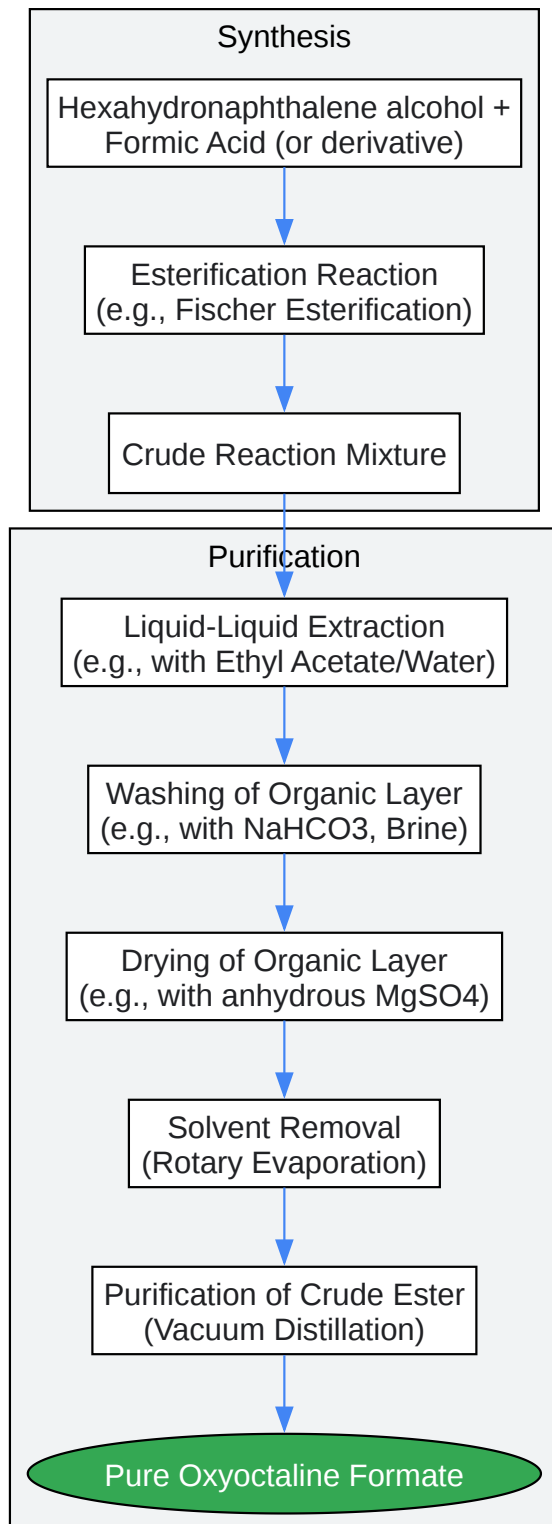 Synthesis
Hexahydronaphthalene alcohol +
Formic Acid (or derivative)
Esterification Reaction
(e.g., Fischer Esterification)
Crude Reaction Mixture
Purification
Liquid-Liquid Extraction
(e.g., with Ethyl Acetate/Water)
Washing of Organic Layer
(e.g., with NaHCO3, Brine)
Drying of Organic Layer
(e.g., with anhydrous MgSO4)
Solvent Removal
(Rotary Evaporation)
Purification of Crude Ester
(Vacuum Distillation)
Pure Oxyoctaline Formate